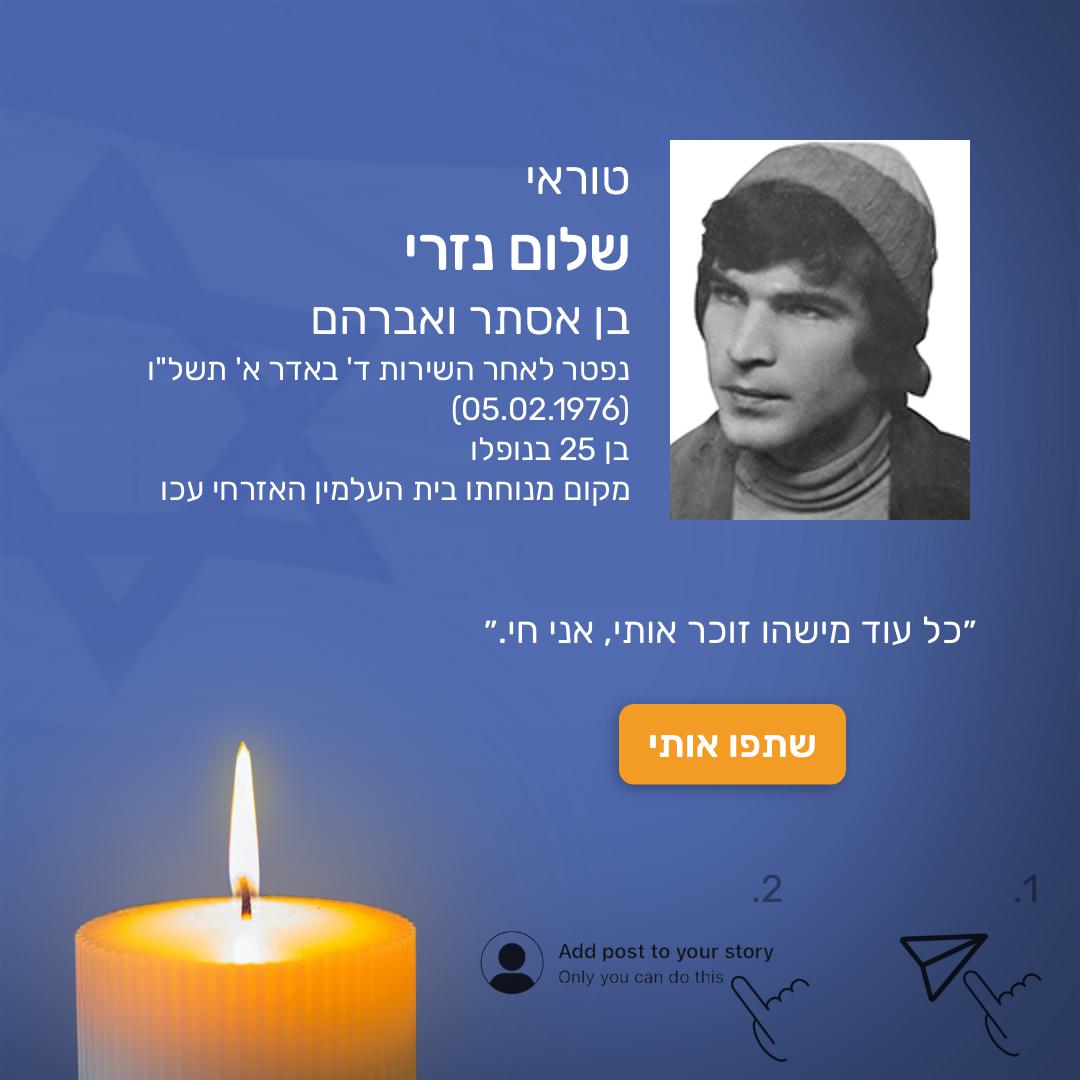 טוראי
שלום נזרי
בן אסתר ואברהם
נפטר לאחר השירות ד' באדר א' תשל"ו
(05.02.1976)
בן 25 בנופלו
מקום מנוחתו בית העלמין האזרחי עכו
״כל עוד מישהו זוכר אותי, אני חי.״
שתפו אותי
1.
2.
Add post to your story
Only you can do this